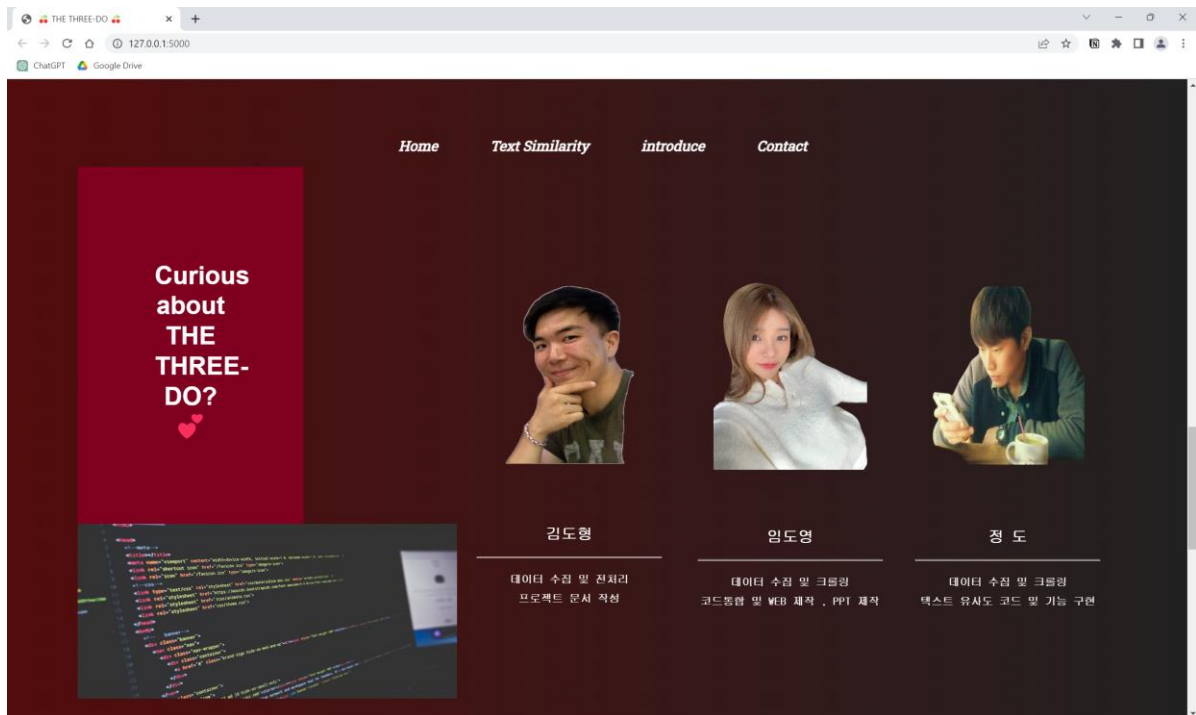 THE THREE-DO
127.0.0.1:5000
ChatGPT Google Drive
Home Text Similarity introduce Contact
Curious
about
THE
THREE-
DO?
김도형
데이터 수집 및 전처리
프로젝트 문서 작성
임도영
데이터 수집 및 크롤링
코드통합 및 WEB 제작 , PPT 제작
정 도
데이터 수집 및 크롤링
텍스트 유사도 코드 및 기능 구현